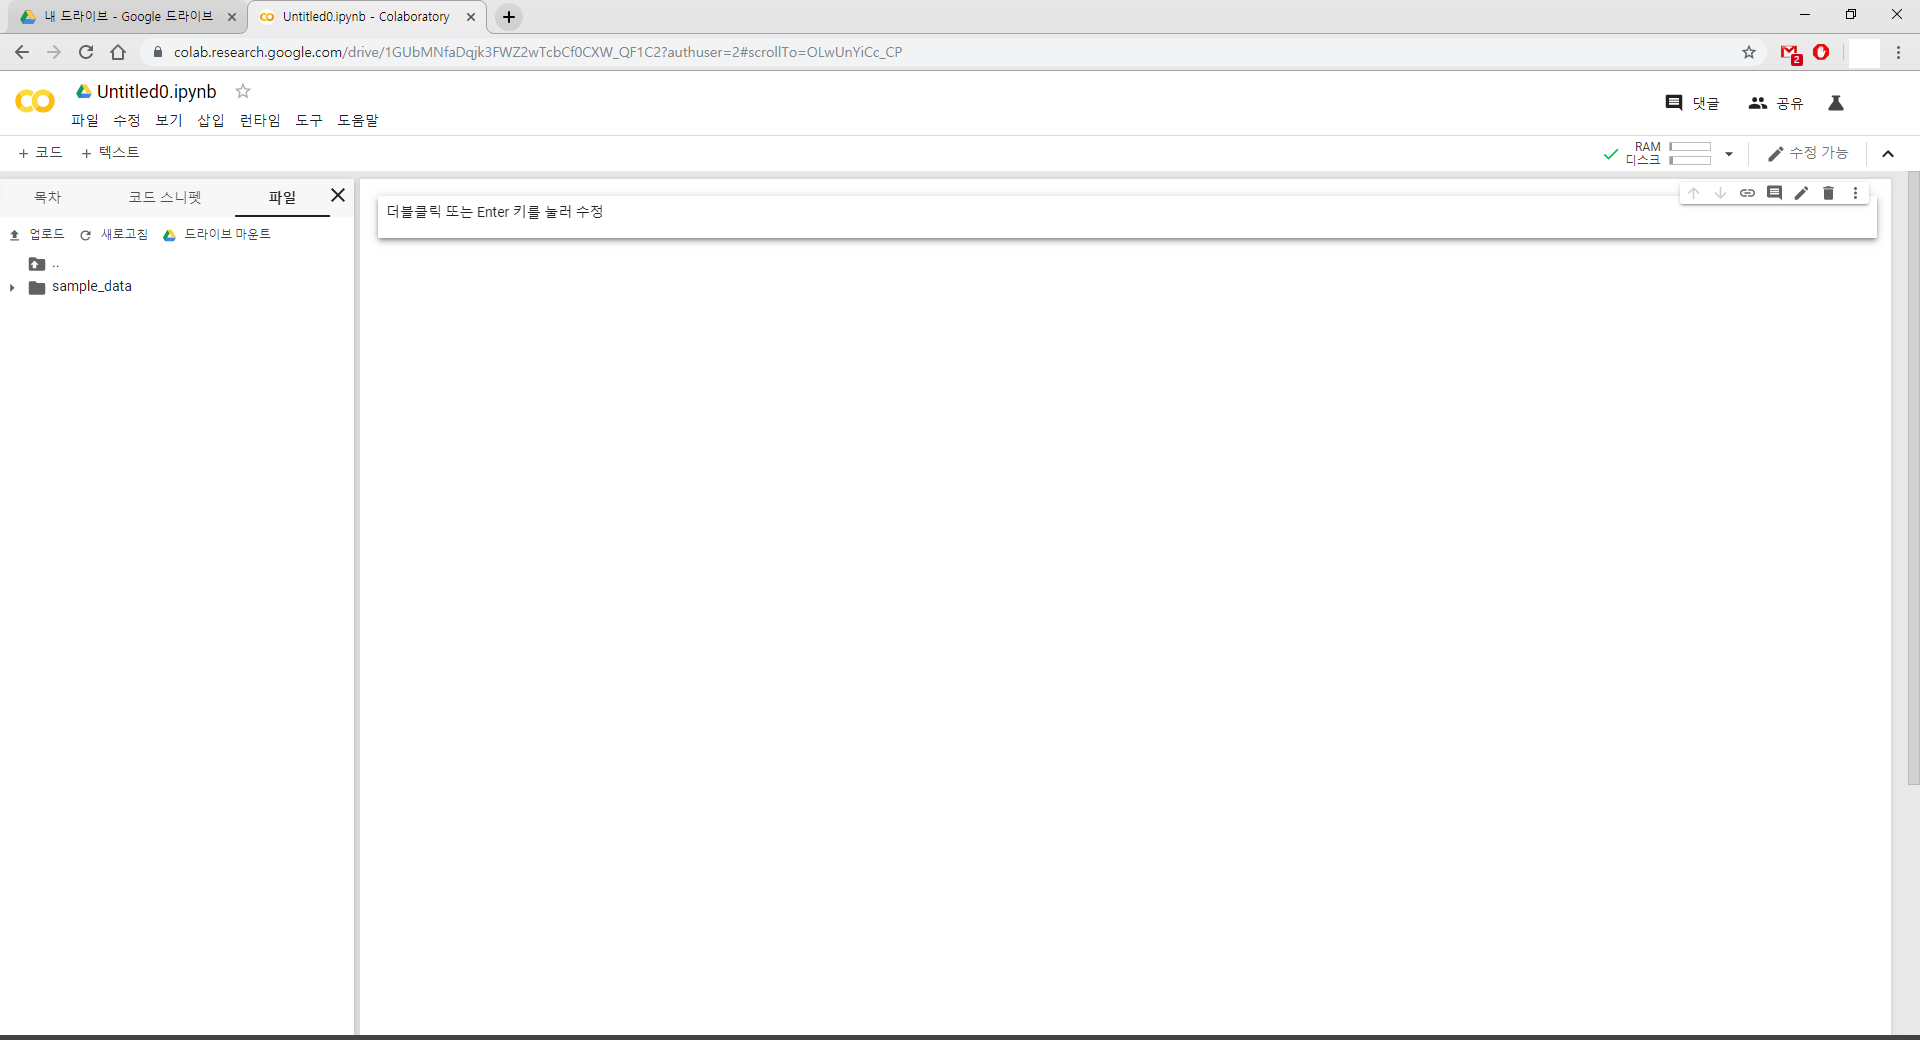 내 드라이브 - Google 드라이브
Untitled0.ipynb - Colaboratory
colab.research.google.com/drive/1GUbMNfaDqjk3FWZ2wTcbCf0CXW_QF1C2?authuser=2#scrollTo=OLwUnYiCc_CP
2
CO Untitled0.ipynb
파일 수정 보기 삽입 런타임 도구 도움말
댓글 공유
+ 코드 + 텍스트
RAM
디스크
수정 가능
목차 코드 스니펫 파일
업로드 새로고침 드라이브 마운트
..
sample_data
더블클릭 또는 Enter 키를 눌러 수정